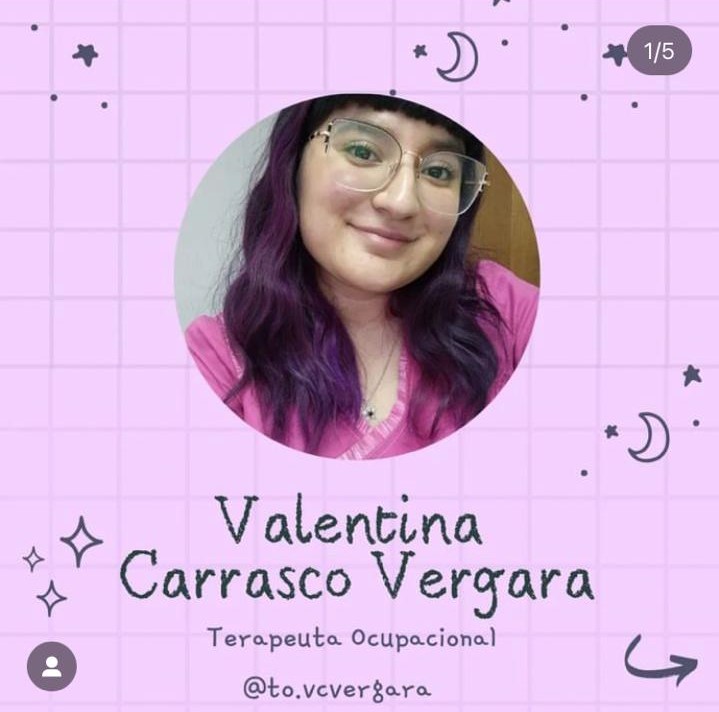 1/5
Valentina
Carrasco Vergara
Terapeuta Ocupacional
@to.vcvergara